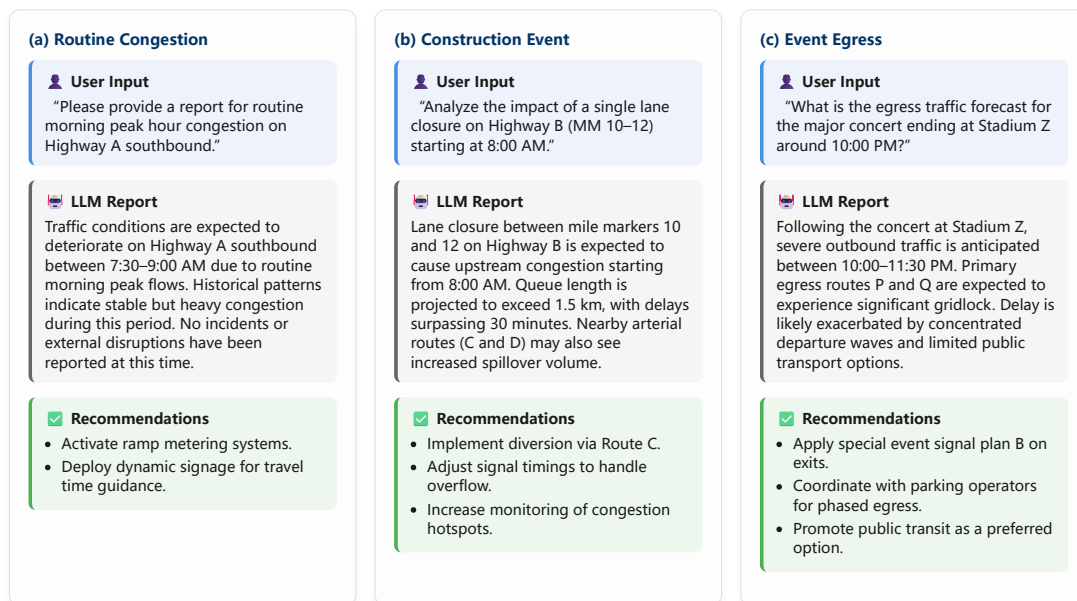 (a) Routine Congestion
User Input
“Please provide a report for routine
morning peak hour congestion on
Highway A southbound.”
LLM Report
Traffic conditions are expected to
deteriorate on Highway A southbound
between 7:30–9:00 AM due to routine
morning peak flows. Historical patterns
indicate stable but heavy congestion
during this period. No incidents or
external disruptions have been
reported at this time.
Recommendations
• Activate ramp metering systems.
• Deploy dynamic signage for travel
time guidance.
(b) Construction Event
User Input
“Analyze the impact of a single lane
closure on Highway B (MM 10–12)
starting at 8:00 AM.”
LLM Report
Lane closure between mile markers 10
and 12 on Highway B is expected to
cause upstream congestion starting
from 8:00 AM. Queue length is
projected to exceed 1.5 km, with delays
surpassing 30 minutes. Nearby arterial
routes (C and D) may also see
increased spillover volume.
Recommendations
• Implement diversion via Route C.
• Adjust signal timings to handle
overflow.
• Increase monitoring of congestion
hotspots.
(c) Event Egress
User Input
“What is the egress traffic forecast for
the major concert ending at Stadium Z
around 10:00 PM?”
LLM Report
Following the concert at Stadium Z,
severe outbound traffic is anticipated
between 10:00–11:30 PM. Primary
egress routes P and Q are expected to
experience significant gridlock. Delay is
likely exacerbated by concentrated
departure waves and limited public
transport options.
Recommendations
• Apply special event signal plan B on
exits.
• Coordinate with parking operators
for phased egress.
• Promote public transit as a preferred
option.